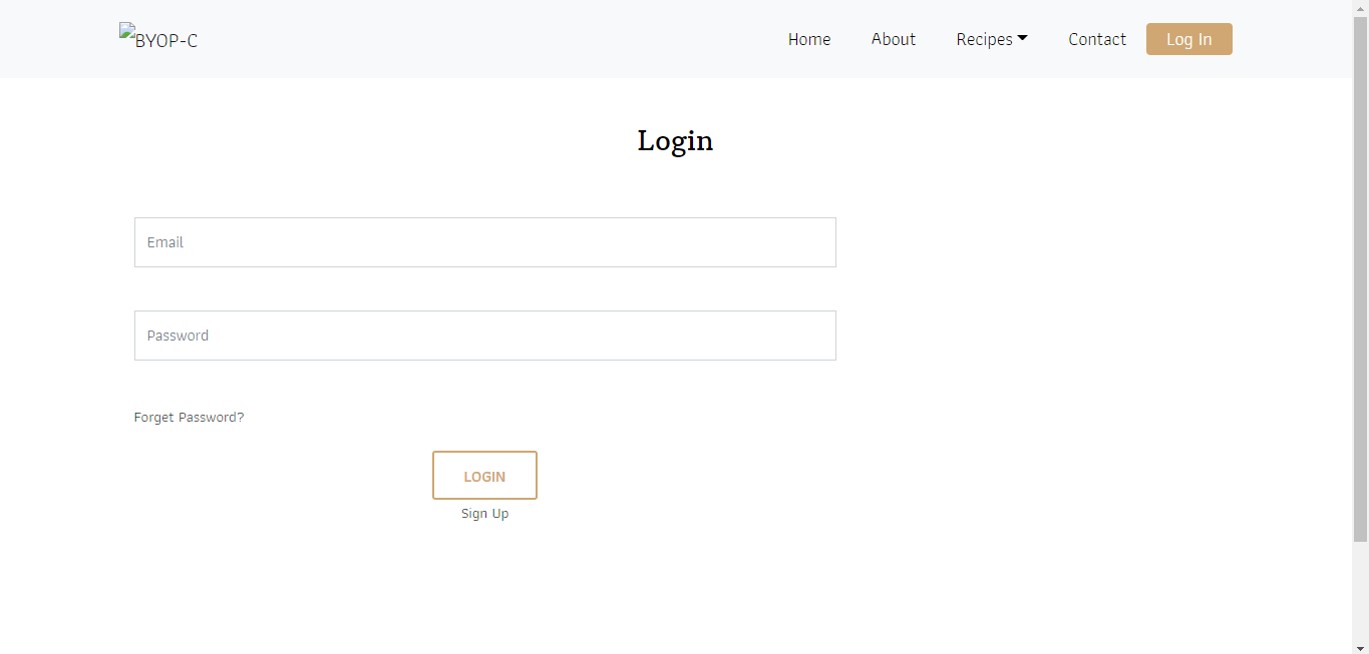 BYOP-C Home About Recipes Contact Log In
Login
Email
Password
Forget Password?
LOGIN
Sign Up